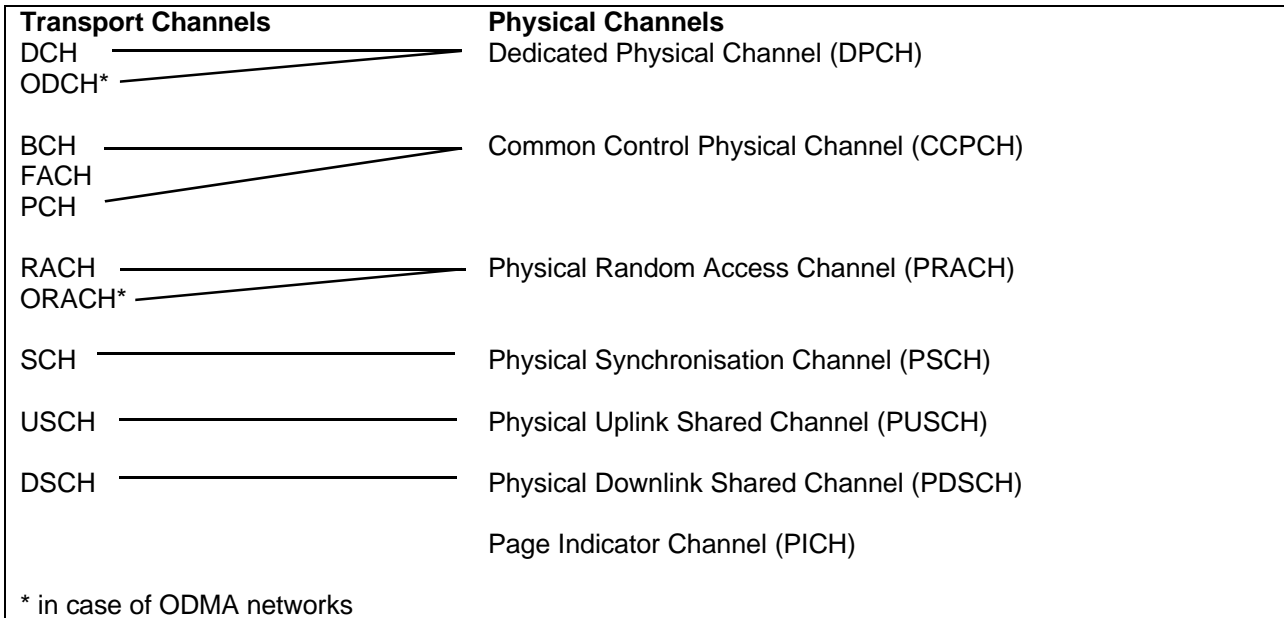 Transport Channels Physical Channels
DCH Dedicated Physical Channel (DPCH)
ODCH*
BCH Common Control Physical Channel (CCPCH)
FACH
PCH
RACH Physical Random Access Channel (PRACH)
ORACH*
SCH Physical Synchronisation Channel (PSCH)
USCH Physical Uplink Shared Channel (PUSCH)
DSCH Physical Downlink Shared Channel (PDSCH)
Page Indicator Channel (PICH)
* in case of ODMA networks